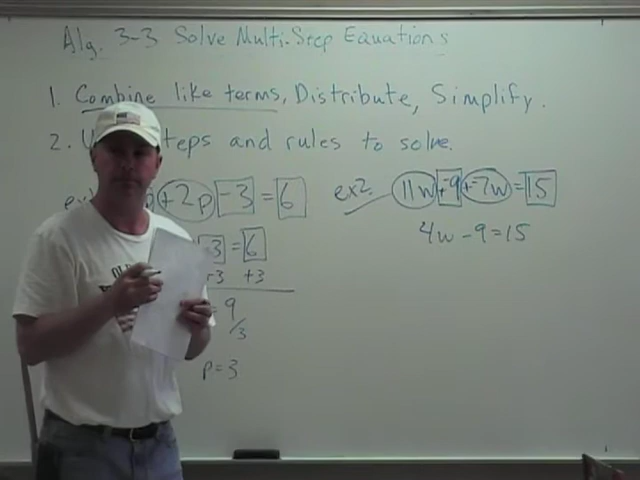 Alg. 3-3 Solve Multi-Step Equations
1. Combine like terms, Distribute, Simplify.
2. steps and rules to solve.
+2p -3 = 6
-3 = 6
+3 +3
= 9
/3
p = 3
ex2. 11w + -9 + -7w = 15
4w - 9 = 15